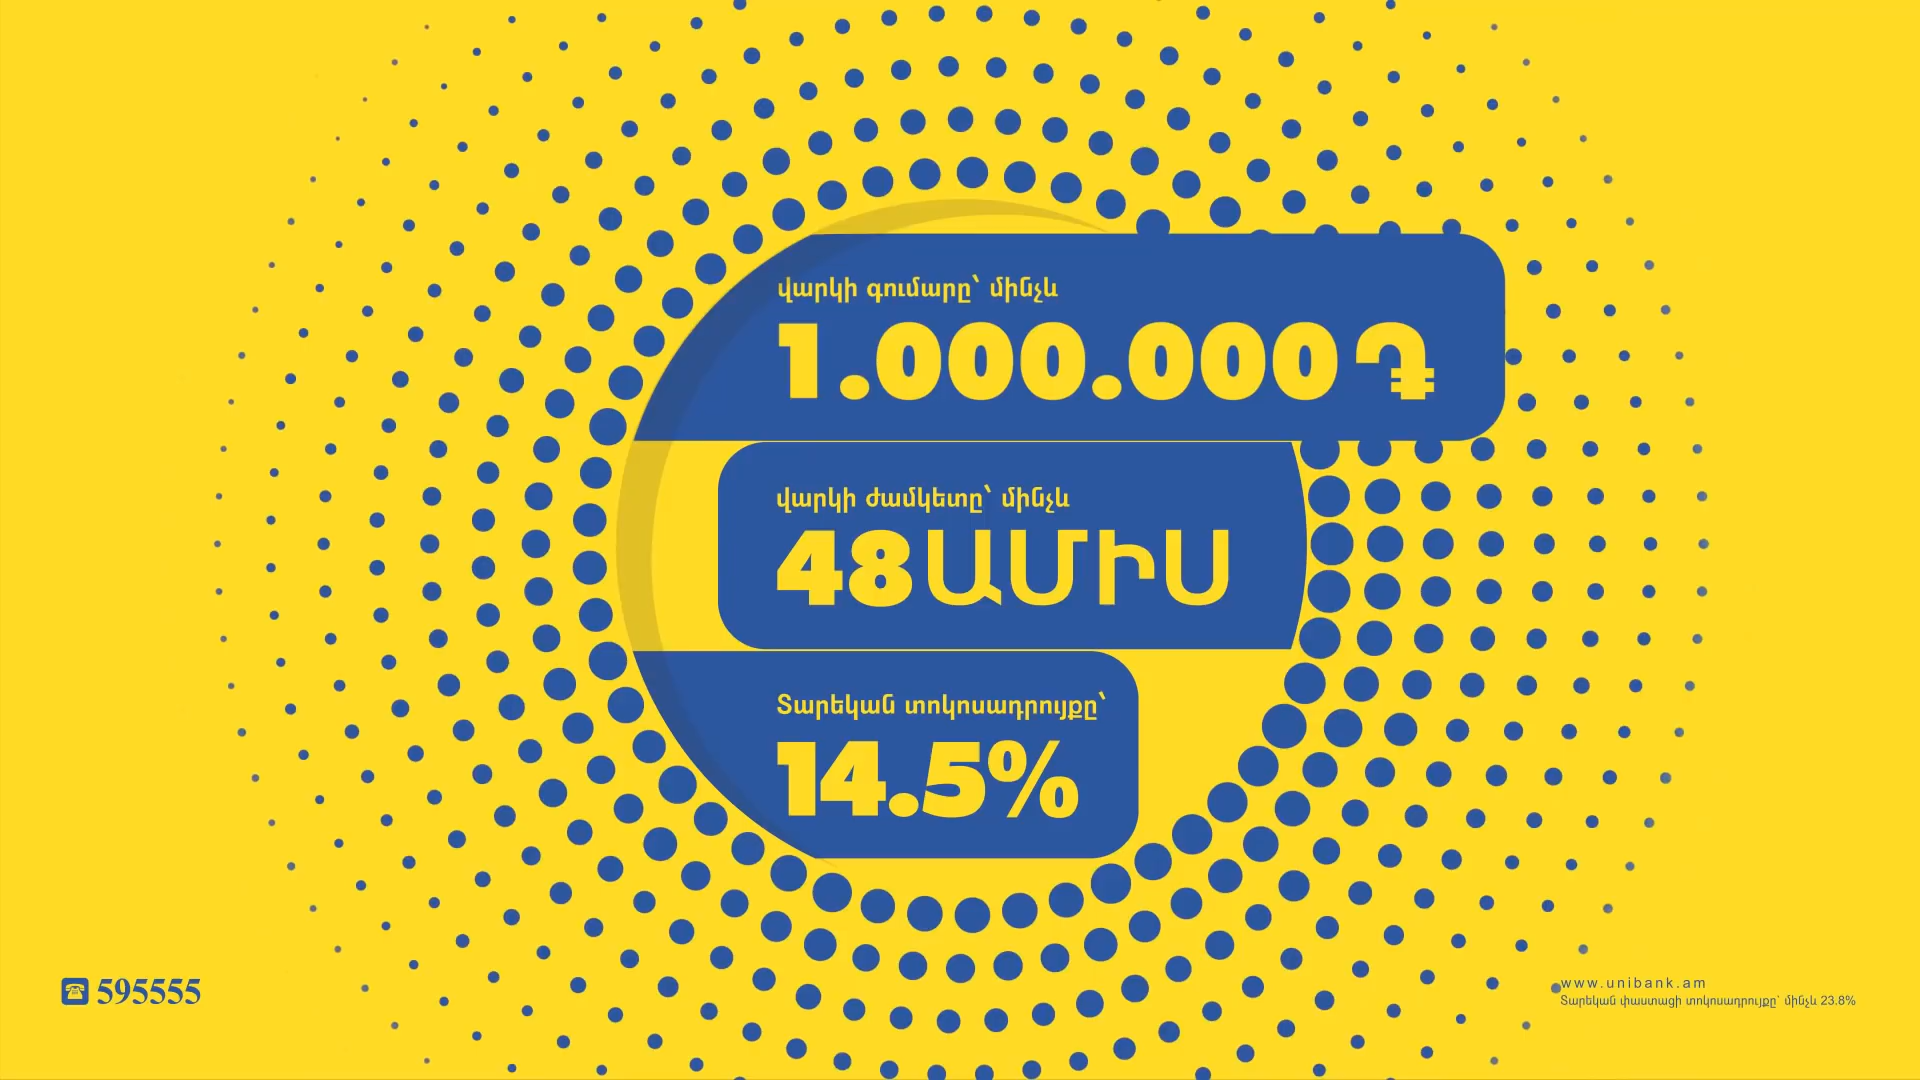 վարկի գումարը՝ մինչև
1.000.000֏
վարկի ժամկետը՝ մինչև
48ԱՄԻՍ
Տարեկան տոկոսադրույքը՝
14.5%
595555
www.unibank.am
Տարեկան փաստացի տոկոսադրույքը՝ մինչև 23.8%